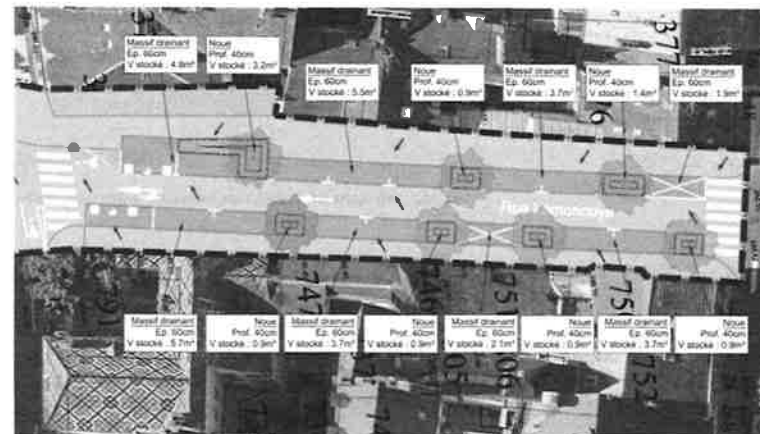 Massif drainant
Ep. 60cm
V stocké : 4.8m³
Noue
Prof. 40cm
V stocké : 3.2m³
Massif drainant
Ep. 60cm
V stocké : 5.5m³
Noue
Prof. 40cm
V stocké : 0.9m³
Massif drainant
Ep. 60cm
V stocké : 3.7m³
Noue
Prof. 40cm
V stocké : 1.4m³
Massif drainant
Ep. 60cm
V stocké : 1.9m³
377
Rue
Massif drainant
Ep. 60cm
V stocké : 5.7m³
Noue
Prof. 40cm
V stocké : 0.9m³
Massif drainant
Ep. 60cm
V stocké : 3.7m³
Noue
Prof. 40cm
V stocké : 0.9m³
Massif drainant
Ep. 60cm
V stocké : 2.1m³
Noue
Prof. 40cm
V stocké : 0.9m³
Massif drainant
Ep. 60cm
V stocké : 3.7m³
Noue
Prof. 40cm
V stocké : 0.9m³
752